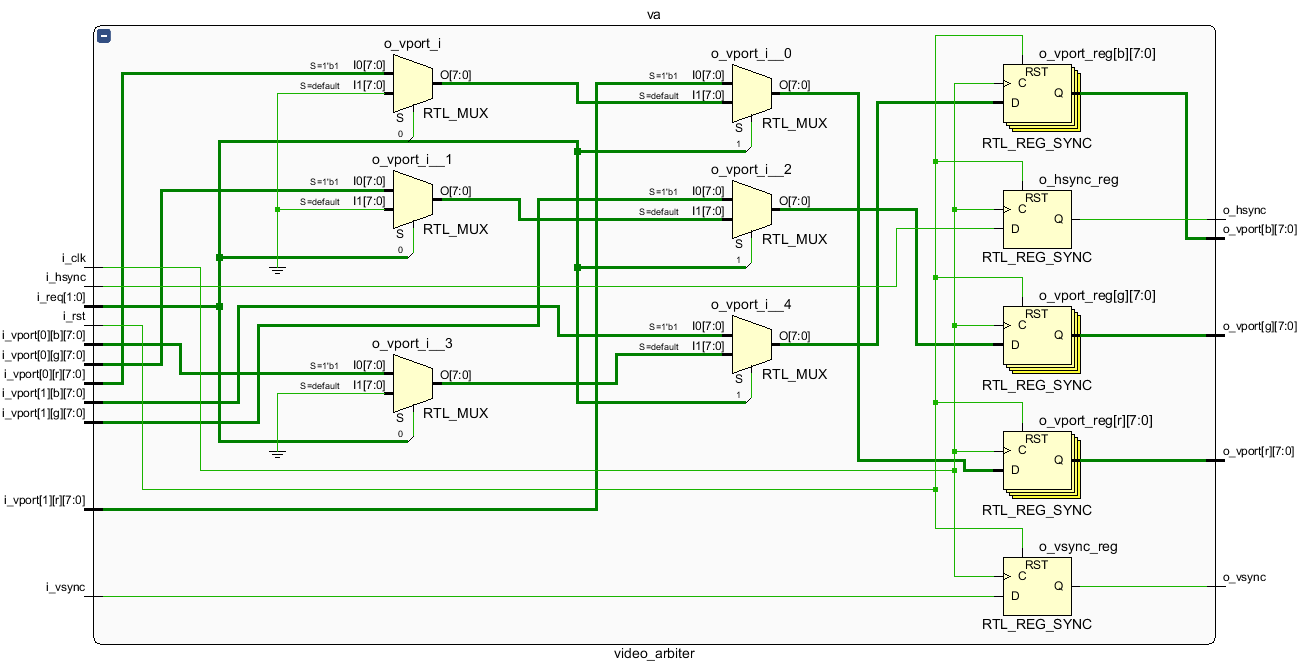 va
o_vport_i
S=1'b1 I0[7:0]
S=default I1[7:0]
O[7:0]
S
0
RTL_MUX
o_vport_i__0
S=1'b1 I0[7:0]
S=default I1[7:0]
O[7:0]
S
1
RTL_MUX
o_vport_reg[b][7:0]
RST
C
D
Q
RTL_REG_SYNC
o_vport_i__1
S=1'b1 I0[7:0]
S=default I1[7:0]
O[7:0]
S
0
RTL_MUX
o_vport_i__2
S=1'b1 I0[7:0]
S=default I1[7:0]
O[7:0]
S
1
RTL_MUX
o_hsync_reg
RST
C
D
Q
RTL_REG_SYNC
o_hsync
o_vport[b][7:0]
i_clk
i_hsync
i_req[1:0]
i_rst
i_vport[0][b][7:0]
i_vport[0][g][7:0]
i_vport[0][r][7:0]
i_vport[1][b][7:0]
i_vport[1][g][7:0]
i_vport[1][r][7:0]
i_vsync
o_vport_i__3
S=1'b1 I0[7:0]
S=default I1[7:0]
O[7:0]
S
0
RTL_MUX
o_vport_i__4
S=1'b1 I0[7:0]
S=default I1[7:0]
O[7:0]
S
1
RTL_MUX
o_vport_reg[g][7:0]
RST
C
D
Q
RTL_REG_SYNC
o_vport[g][7:0]
o_vport_reg[r][7:0]
RST
C
D
Q
RTL_REG_SYNC
o_vport[r][7:0]
o_vsync_reg
RST
C
D
Q
RTL_REG_SYNC
o_vsync
video_arbiter